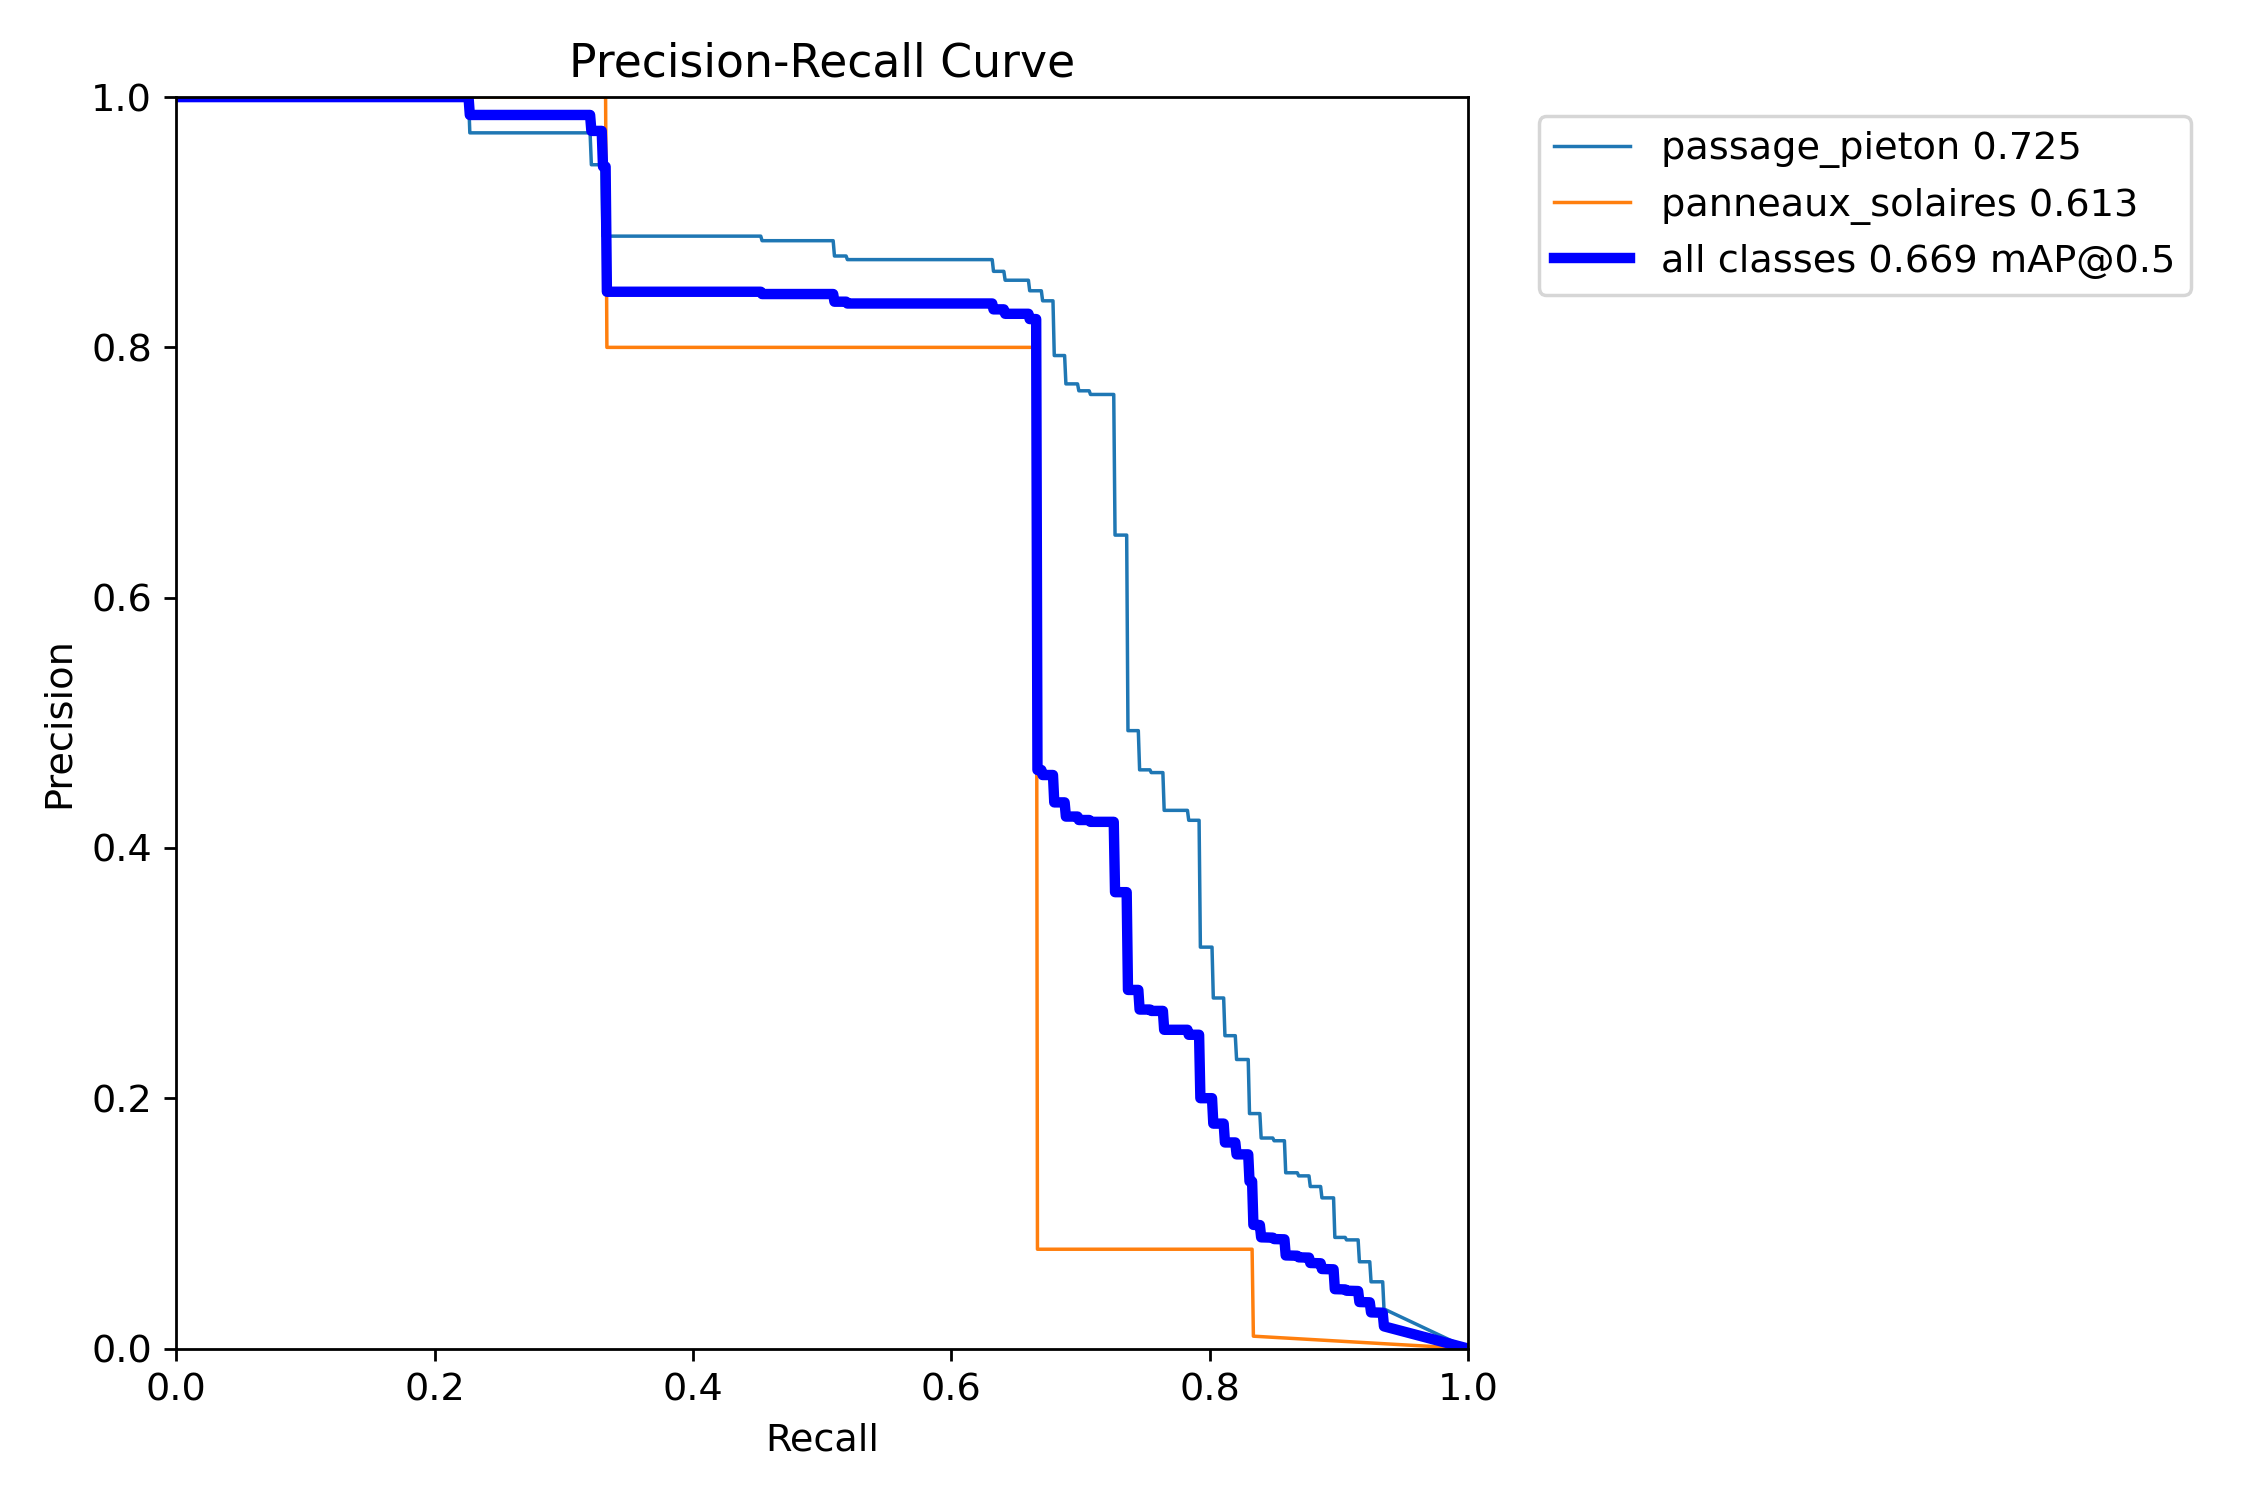 Precision-Recall Curve
1.0
0.8
0.6
0.4
0.2
0.0
Precision
0.0 0.2 0.4 0.6 0.8 1.0
Recall
passage_pieton 0.725
panneaux_solaires 0.613
all classes 0.669 mAP@0.5